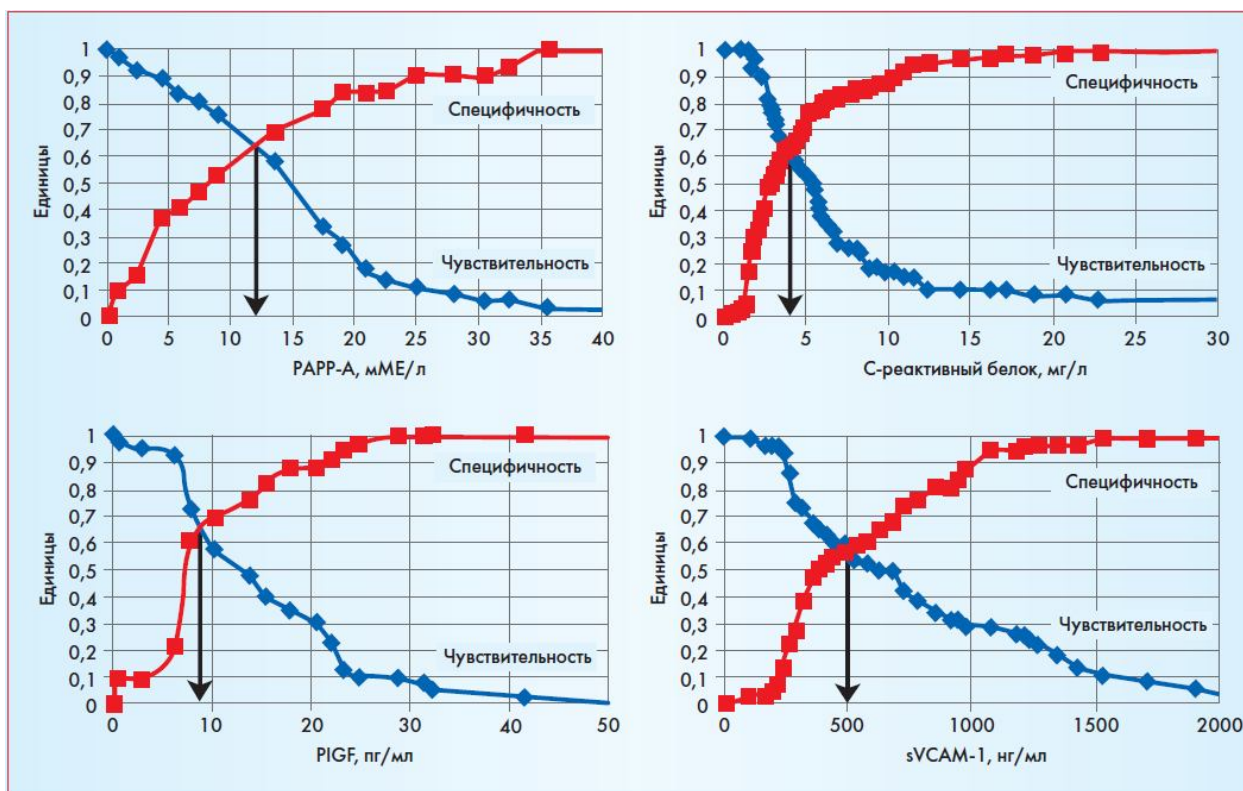 Единицы
1
0,9
0,8
0,7
0,6
0,5
0,4
0,3
0,2
0,1
0
Специфичность
Чувствительность
0 5 10 15 20 25 30 35 40
PAPP-A, мМЕ/л
Единицы
1
0,9
0,8
0,7
0,6
0,5
0,4
0,3
0,2
0,1
0
Специфичность
Чувствительность
0 5 10 15 20 25 30
С-реактивный белок, мг/л
Единицы
1
0,9
0,8
0,7
0,6
0,5
0,4
0,3
0,2
0,1
0
Специфичность
Чувствительность
0 10 20 30 40 50
PIGF, пг/мл
Единицы
1
0,9
0,8
0,7
0,6
0,5
0,4
0,3
0,2
0,1
0
Специфичность
Чувствительность
0 500 1000 1500 2000
sVCAM-1, нг/мл